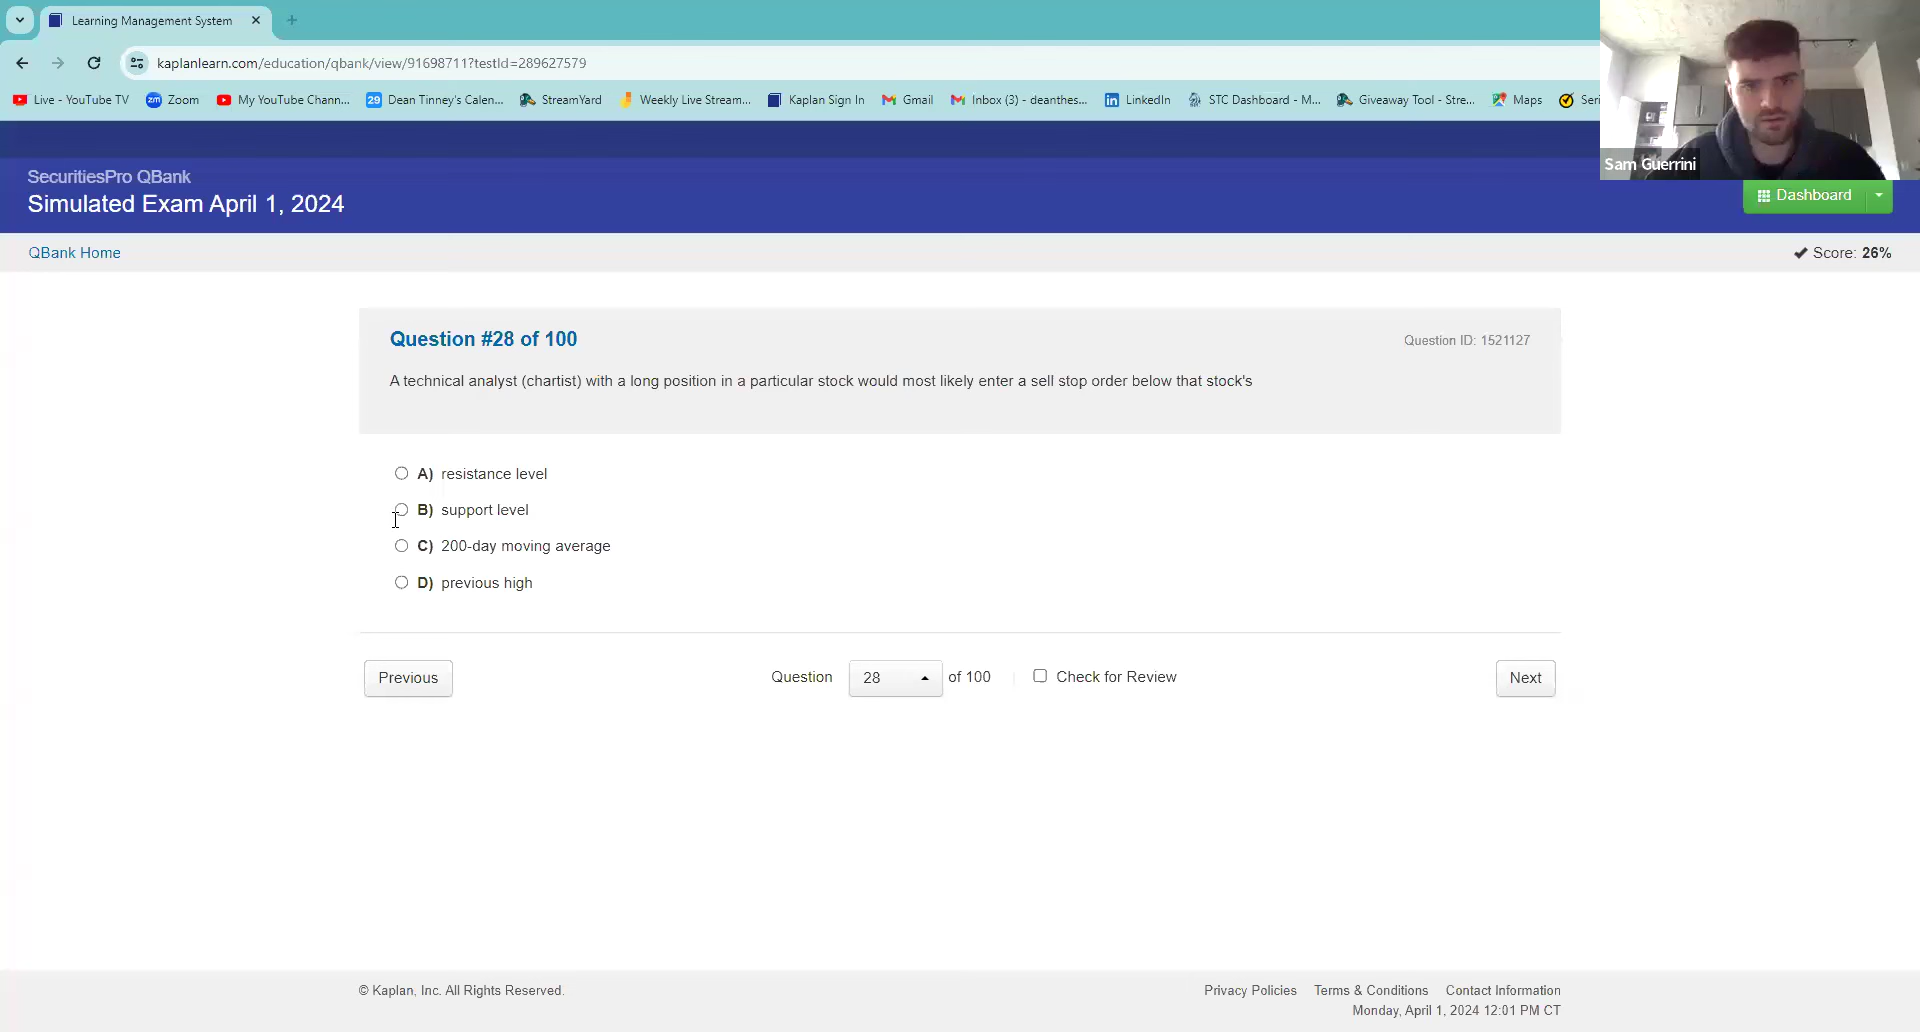 Learning Management System
kaplanlearn.com/education/qbank/view/91698711?testId=289627579
Live - YouTube TV
zm Zoom
My YouTube Chann...
29 Dean Tinney's Calen...
StreamYard
Weekly Live Stream...
Kaplan Sign In
Gmail
Inbox (3) - deanthes...
LinkedIn
STC Dashboard - M...
Giveaway Tool - Stre...
Maps
Seri
Sam Guerrini
SecuritiesPro QBank
Simulated Exam April 1, 2024
Dashboard
QBank Home
Score: 26%
Question #28 of 100
Question ID: 1521127
A technical analyst (chartist) with a long position in a particular stock would most likely enter a sell stop order below that stock's
A) resistance level
B) support level
C) 200-day moving average
D) previous high
Previous
Question 28 of 100
Check for Review
Next
© Kaplan, Inc. All Rights Reserved.
Privacy Policies Terms & Conditions Contact Information
Monday, April 1, 2024 12:01 PM CT